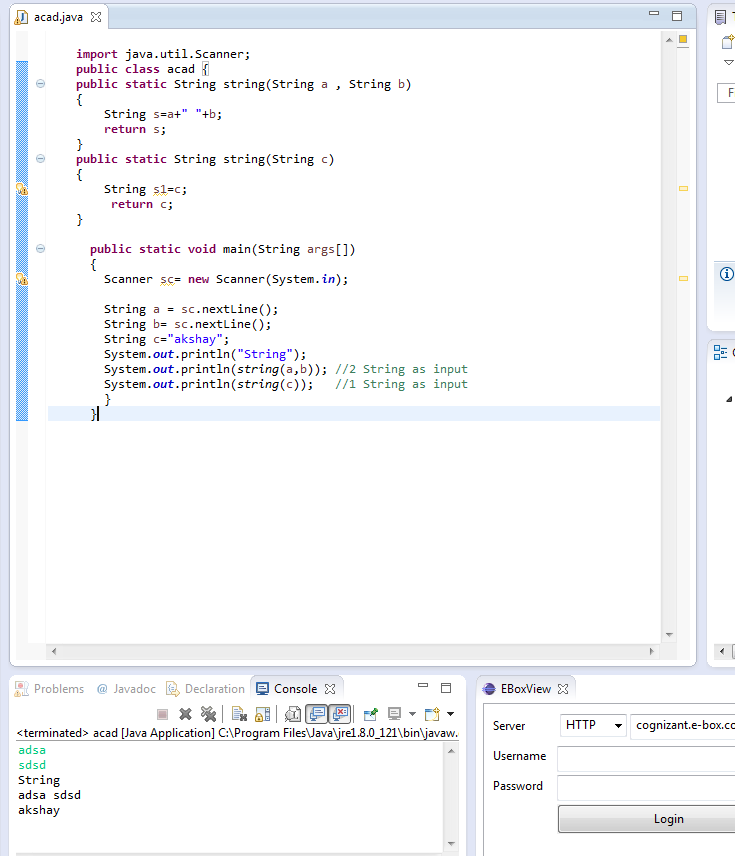 acad.java
import java.util.Scanner;
public class acad {
public static String string(String a , String b)
{
String s=a+" "+b;
return s;
}
public static String string(String c)
{
String s1=c;
return c;
}
public static void main(String args[])
{
Scanner sc= new Scanner(System.in);
String a = sc.nextLine();
String b= sc.nextLine();
String c="akshay";
System.out.println("String");
System.out.println(string(a,b)); //2 String as input
System.out.println(string(c)); //1 String as input
}
}
Problems @ Javadoc Declaration Console
<terminated> acad [Java Application] C:\Program Files\Java\jre1.8.0_121\bin\javaw.
adsa
sdsd
String
adsa sdsd
akshay
EBoxView
Server HTTP cognizant.e-box.co
Username
Password
Login